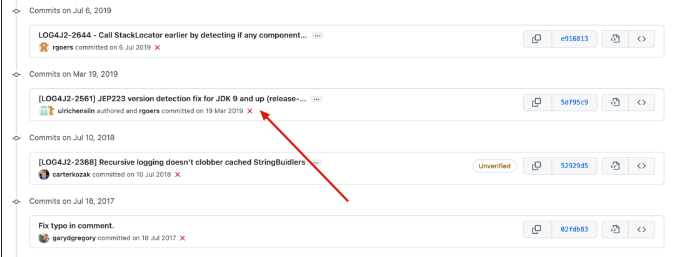 Commits on Jul 6, 2019
LOG4J2-2644 - Call StackLocator earlier by detecting if any component... ...
rgoers committed on 6 Jul 2019
e916813
Commits on Mar 19, 2019
[LOG4J2-2561] JEP223 version detection fix for JDK 9 and up (release-... ...
ulrichenslin authored and rgoers committed on 19 Mar 2019
5df95c9
Commits on Jul 10, 2018
[LOG4J2-2368] Recursive logging doesn't clobber cached StringBuidlers ...
carterkozak committed on 10 Jul 2018
Unverified
52929d5
Commits on Jul 18, 2017
Fix typo in comment.
garydgregory committed on 18 Jul 2017
02fdb83